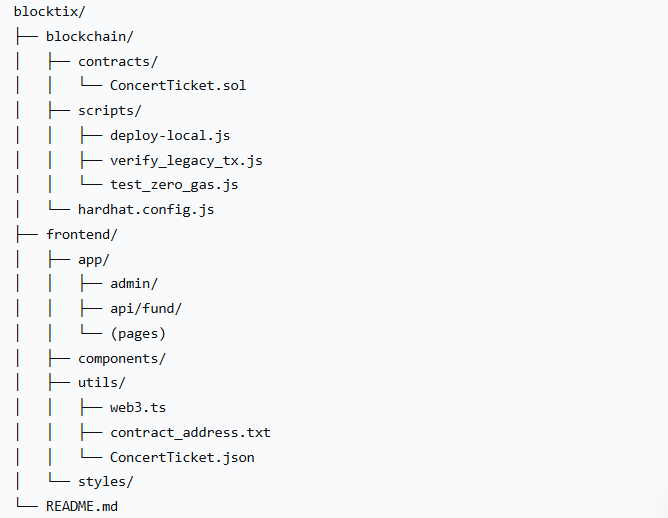 blocktix/
├── blockchain/
│   ├── contracts/
│   │   └── ConcertTicket.sol
│   ├── scripts/
│   │   ├── deploy-local.js
│   │   ├── verify_legacy_tx.js
│   │   └── test_zero_gas.js
│   └── hardhat.config.js
├── frontend/
│   ├── app/
│   │   ├── admin/
│   │   ├── api/fund/
│   │   └── (pages)
│   ├── components/
│   ├── utils/
│   │   ├── web3.ts
│   │   ├── contract_address.txt
│   │   └── ConcertTicket.json
│   └── styles/
└── README.md